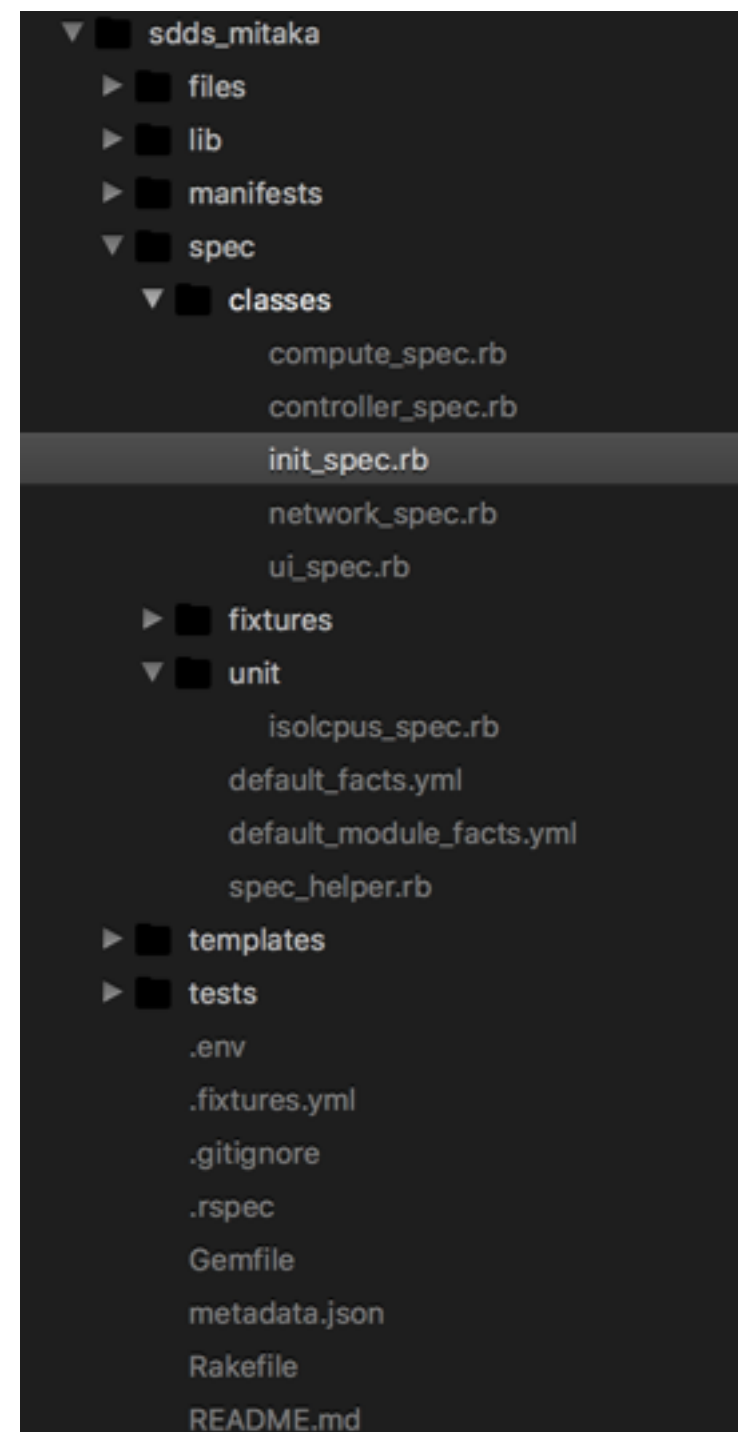 sdds_mitaka
files
lib
manifests
spec
classes
compute_spec.rb
controller_spec.rb
init_spec.rb
network_spec.rb
ui_spec.rb
fixtures
unit
isolcpus_spec.rb
default_facts.yml
default_module_facts.yml
spec_helper.rb
templates
tests
.env
.fixtures.yml
.gitignore
.rspec
Gemfile
metadata.json
Rakefile
README.md